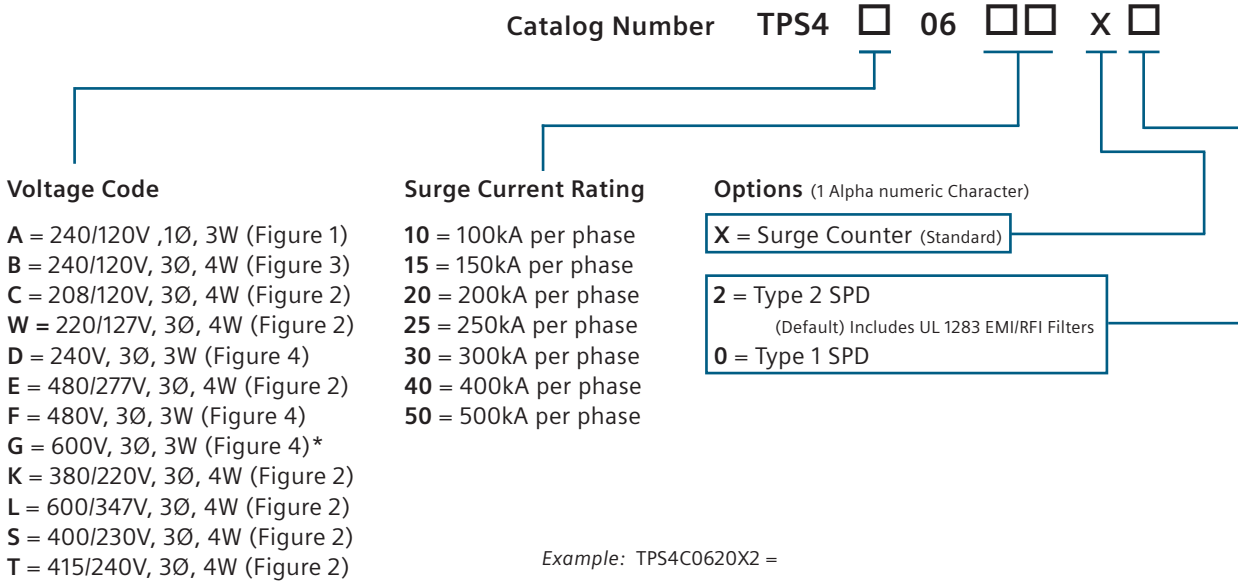 Catalog Number TPS4 □ 06 □□ X □
Voltage Code
A = 240/120V ,1Ø, 3W (Figure 1)
B = 240/120V, 3Ø, 4W (Figure 3)
C = 208/120V, 3Ø, 4W (Figure 2)
W = 220/127V, 3Ø, 4W (Figure 2)
D = 240V, 3Ø, 3W (Figure 4)
E = 480/277V, 3Ø, 4W (Figure 2)
F = 480V, 3Ø, 3W (Figure 4)
G = 600V, 3Ø, 3W (Figure 4)*
K = 380/220V, 3Ø, 4W (Figure 2)
L = 600/347V, 3Ø, 4W (Figure 2)
S = 400/230V, 3Ø, 4W (Figure 2)
T = 415/240V, 3Ø, 4W (Figure 2)
Surge Current Rating
10 = 100kA per phase
15 = 150kA per phase
20 = 200kA per phase
25 = 250kA per phase
30 = 300kA per phase
40 = 400kA per phase
50 = 500kA per phase
Options (1 Alpha numeric Character)
X = Surge Counter (Standard)
2 = Type 2 SPD
(Default) Includes UL 1283 EMI/RFI Filters
0 = Type 1 SPD
Example: TPS4C0620X2 =